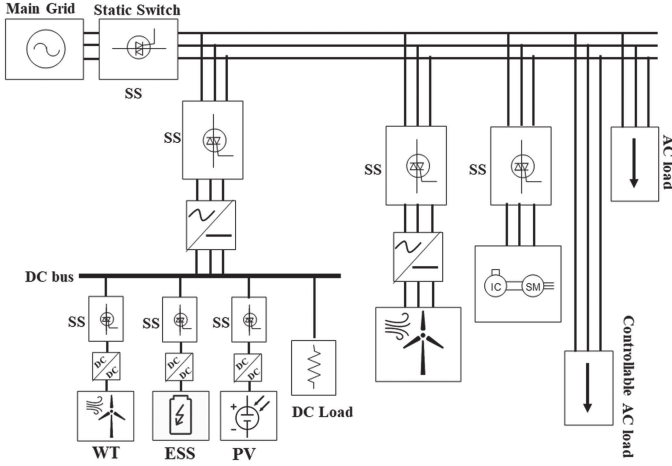 Main Grid
Static Switch
SS
SS
SS
SS
AC load
DC bus
IC
SM
SS
SS
SS
DC
DC
DC
DC
DC
DC
DC Load
Controllable AC load
+
-
WT
ESS
PV